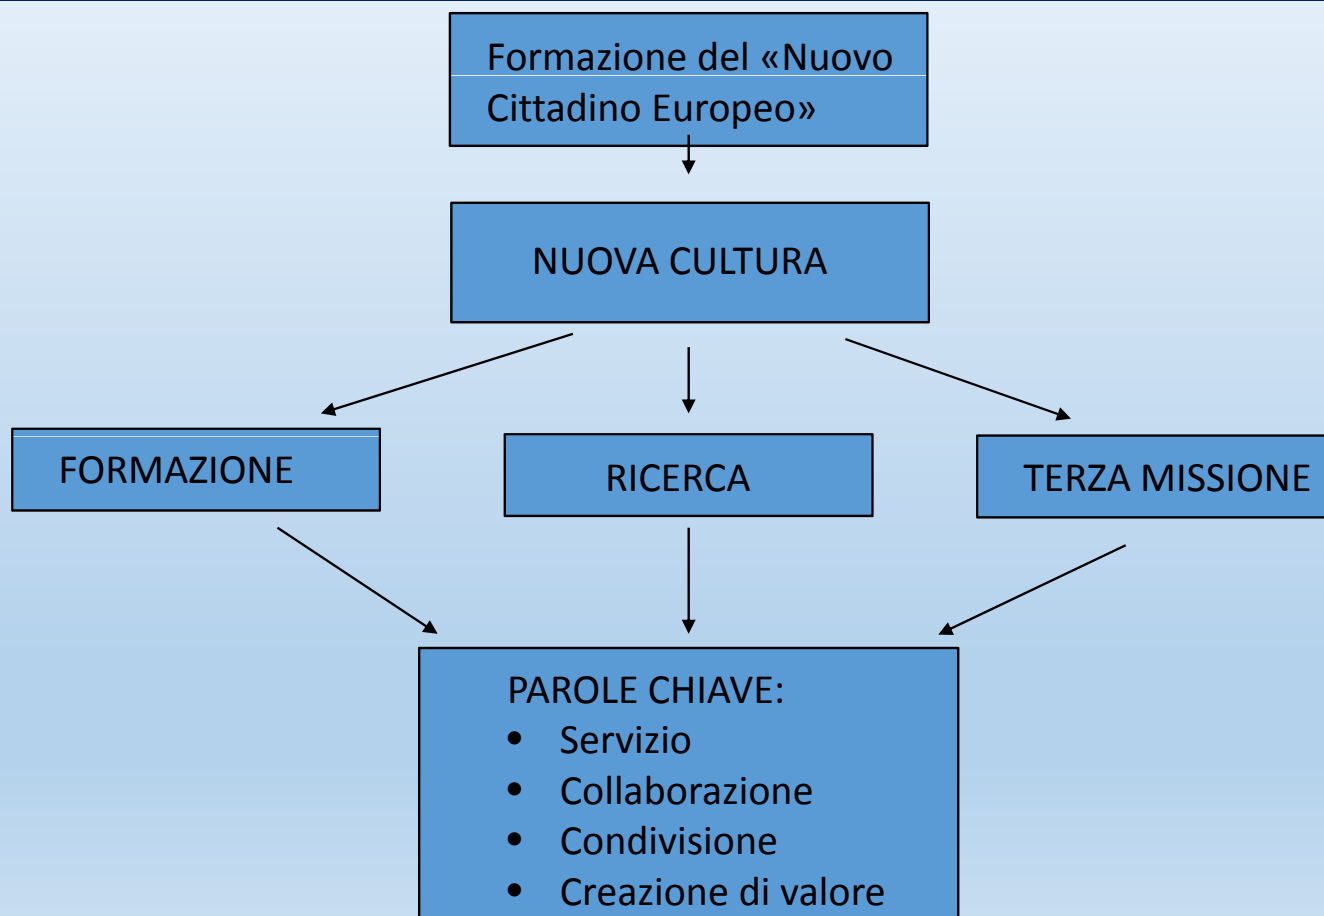 Formazione del «Nuovo
Cittadino Europeo»
NUOVA CULTURA
FORMAZIONE
RICERCA
TERZA MISSIONE
PAROLE CHIAVE:
• Servizio
• Collaborazione
• Condivisione
• Creazione di valore